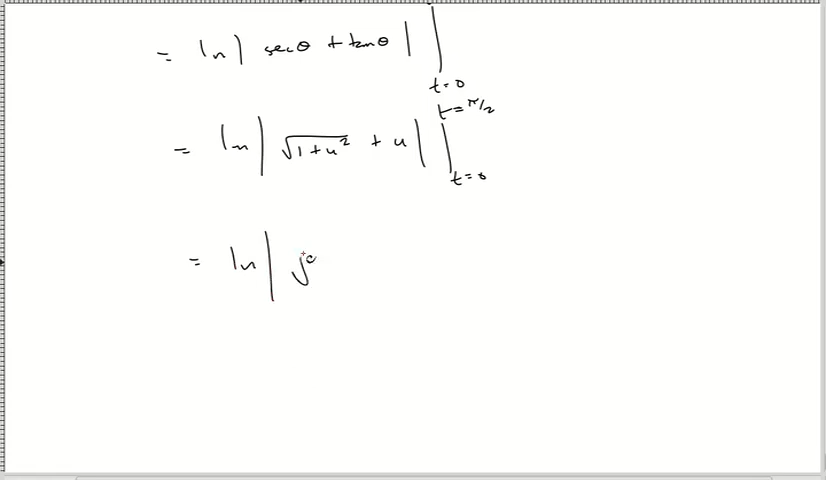 = ln| secθ + tanθ ||
t=0
t=π/2
= ln| √1+u² + u ||
t=0
= ln|